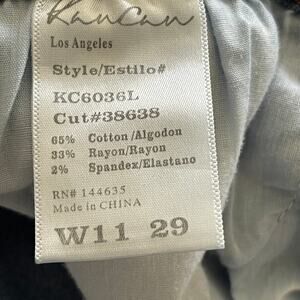 KanCan
Los Angeles
Style/Estilo#
KC6036L
Cut#38638
65% Cotton/Algodon
33% Rayon/Rayon
2% Spandex/Elastano
RN# 144635
Made in CHINA
W11 29